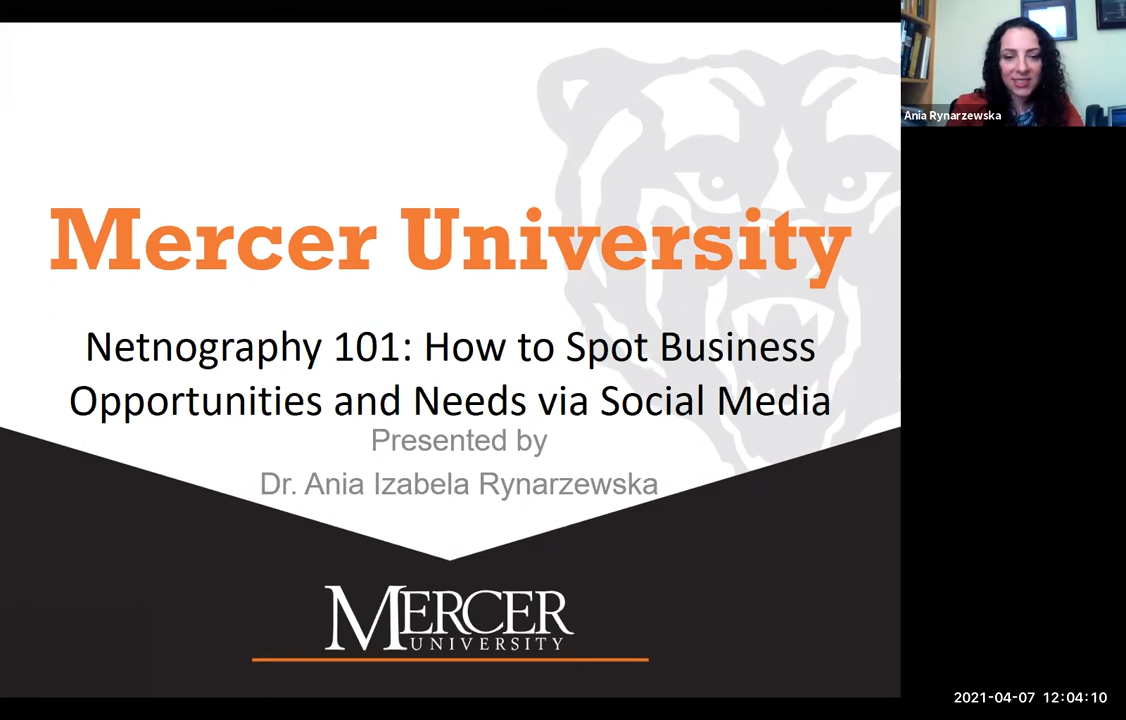 Ania Rynarzewska
Mercer University
Netnography 101: How to Spot Business
Opportunities and Needs via Social Media
Presented by
Dr. Ania Izabela Rynarzewska
MERCER
UNIVERSITY
2021-04-07 12:04:10